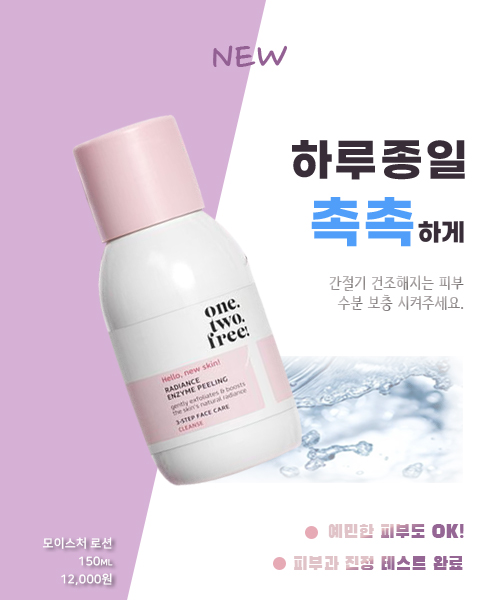 NEW
하루종일
촉촉하게
간절기 건조해지는 피부
수분 보충 시켜주세요.
one.
two.
free!
Hello, new skin!
RADIANCE
ENZYME PEELING
gently exfoliates & boosts
the skin's natural radiance
3-STEP FACE CARE
CLEANSE
● 예민한 피부도 OK!
● 피부과 진정 테스트 완료
모이스처 로션
150ML
12,000원